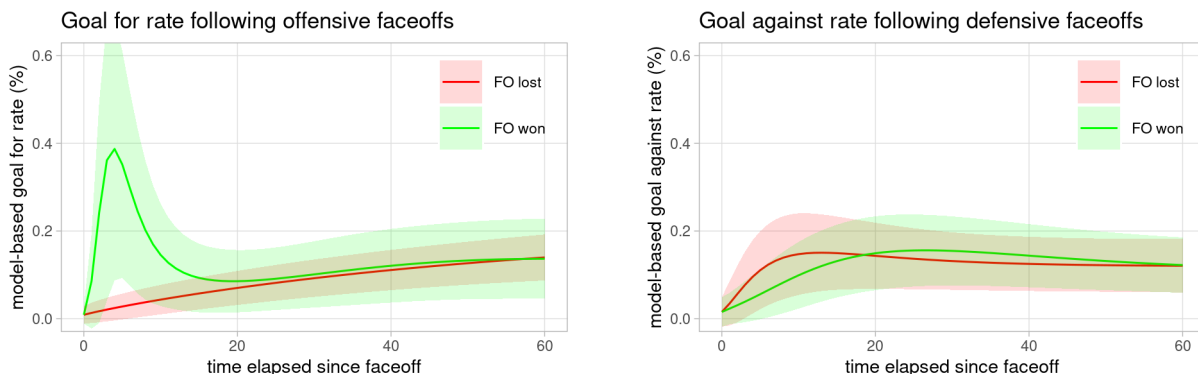 Goal for rate following offensive faceoffs
model-based goal for rate (%)
0.6
0.4
0.2
0.0
FO lost
FO won
0
20
40
60
time elapsed since faceoff
Goal against rate following defensive faceoffs
model-based goal against rate (%)
0.6
0.4
0.2
0.0
FO lost
FO won
0
20
40
60
time elapsed since faceoff